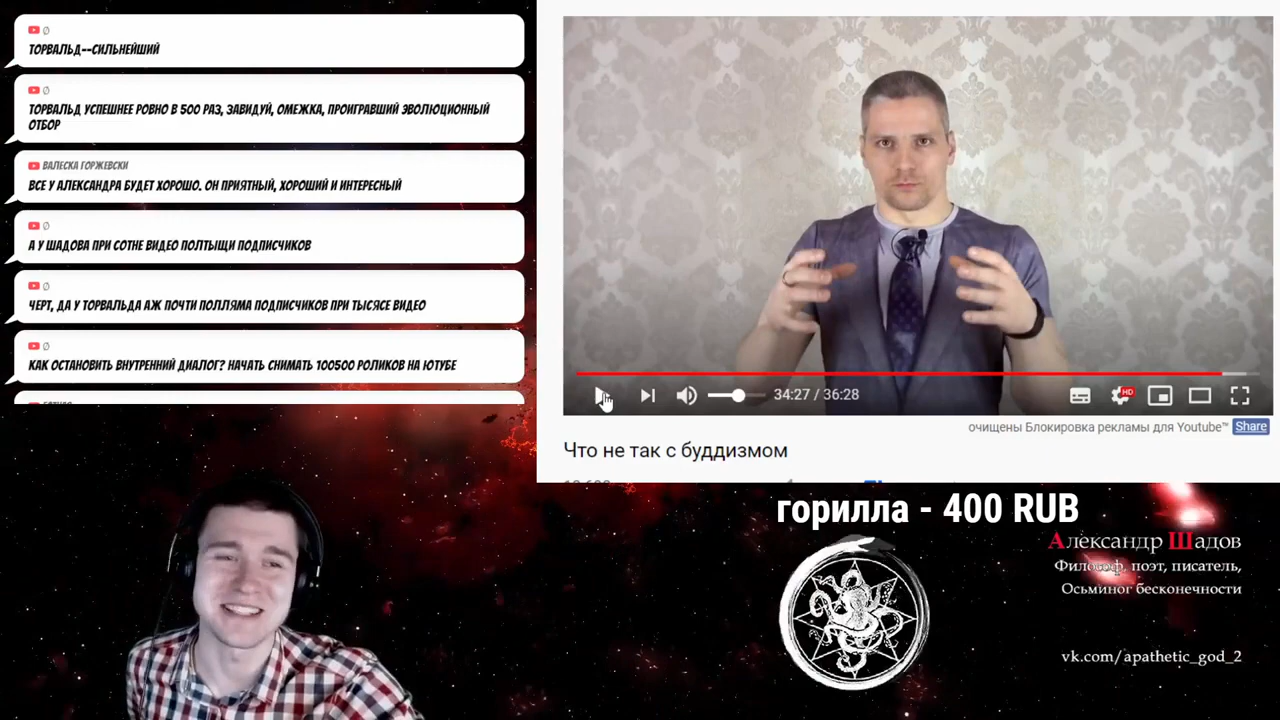 Ø
ТОРВАЛЬД--СИЛЬНЕЙШИЙ
Ø
ТОРВАЛЬД УСПЕШНЕЕ РОВНО В 500 РАЗ, ЗАВИДУЙ, ОМЕЖКА, ПРОИГРАВШИЙ ЭВОЛЮЦИОННЫЙ
ОТБОР
ВАЛЕСКА ГОРЖЕВСКИ
ВСЕ У АЛЕКСАНДРА БУДЕТ ХОРОШО. ОН ПРИЯТНЫЙ, ХОРОШИЙ И ИНТЕРЕСНЫЙ
Ø
А У ШАДОВА ПРИ СОТНЕ ВИДЕО ПОЛТЫЩИ ПОДПИСЧИКОВ
Ø
ЧЕРТ, ДА У ТОРВАЛЬДА АЖ ПОЧТИ ПОЛЛЯМА ПОДПИСЧИКОВ ПРИ ТЫСЯСЕ ВИДЕО
Ø
КАК ОСТАНОВИТЬ ВНУТРЕННИЙ ДИАЛОГ? НАЧАТЬ СНИМАТЬ 100500 РОЛИКОВ НА ЮТУБЕ
34:27 / 36:28
HD
очищены Блокировка рекламы для Youtube™ Share
Что не так с буддизмом
горилла - 400 RUB
Александр Шадов
Философ, поэт, писатель,
Осьминог бесконечности
vk.com/apathetic_god_2